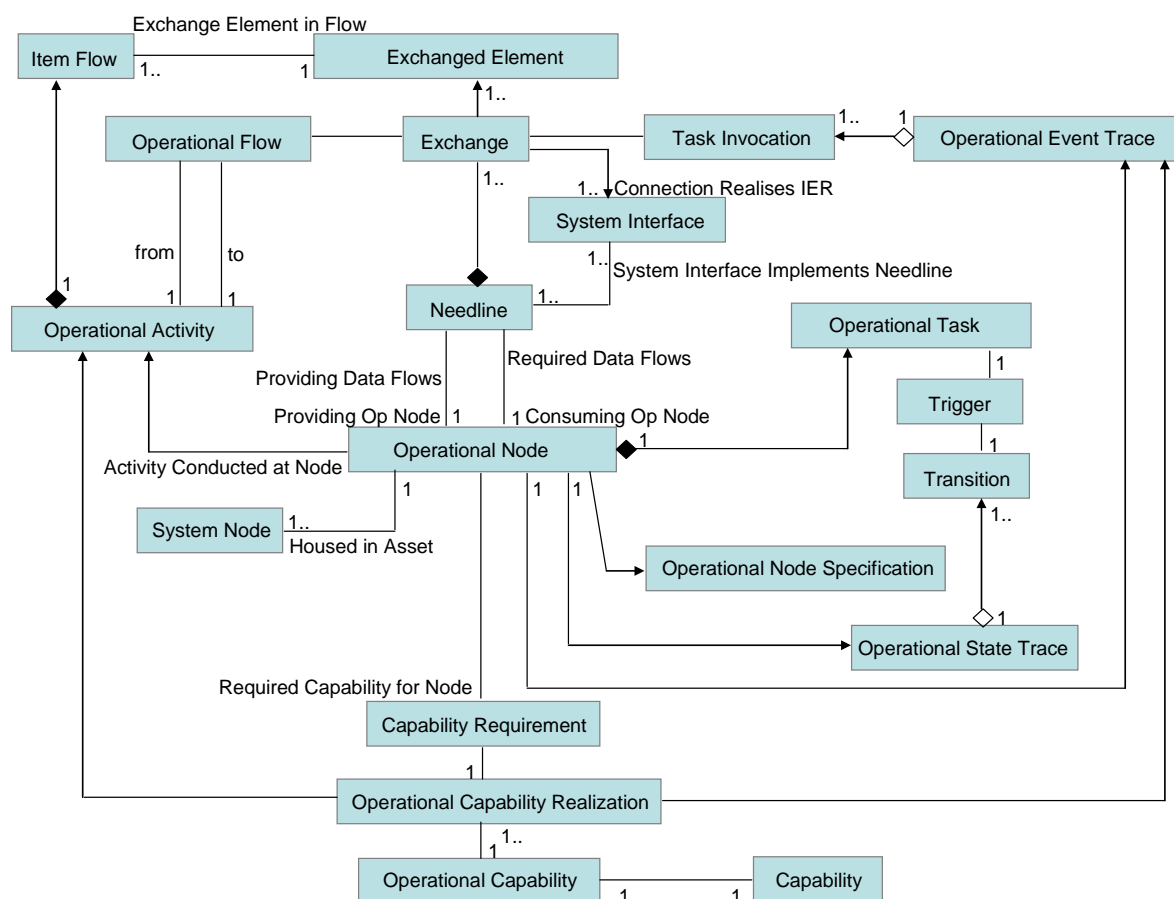 Exchange Element in Flow
Item Flow
Exchanged Element
1..
1
1..
Operational Flow
Exchange
Task Invocation
1..
1
Operational Event Trace
1..
1..
Connection Realises IER
System Interface
from
to
1..
System Interface Implements Needline
1
1
1
1..
Needline
Operational Activity
Operational Task
Required Data Flows
Providing Data Flows
1
Trigger
Providing Op Node
1
1
Consuming Op Node
1
1
Operational Node
Activity Conducted at Node
Transition
1
1
1
1..
System Node
1..
Housed in Asset
Operational Node Specification
1
Operational State Trace
Required Capability for Node
Capability Requirement
1
Operational Capability Realization
1..
1
Operational Capability
Capability
1
1